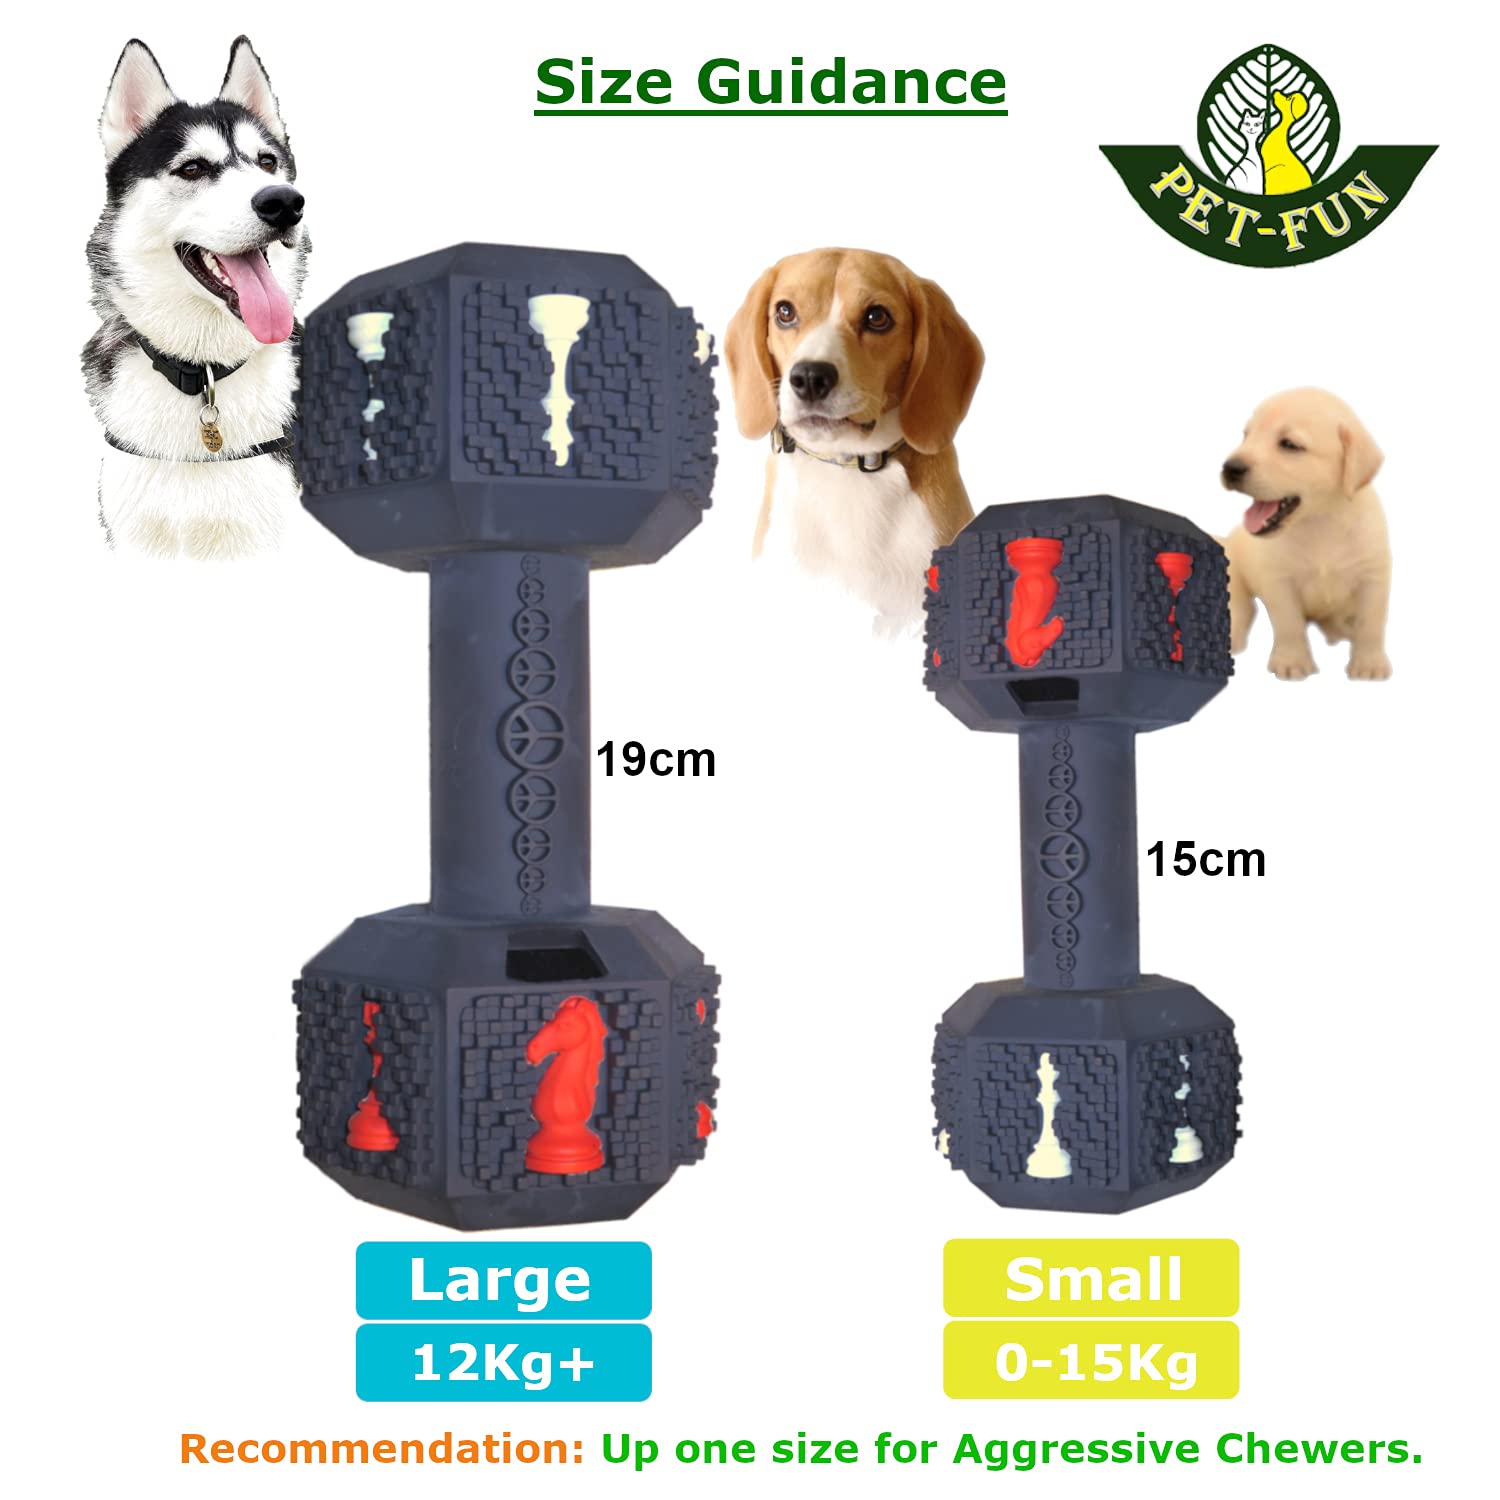 Size Guidance
PET-FUN
19cm
15cm
Large
12Kg+
Small
0-15Kg
Recommendation: Up one size for Aggressive Chewers.